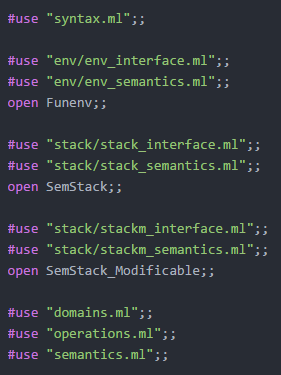 #use "syntax.ml";;
#use "env/env_interface.ml";;
#use "env/env_semantics.ml";;
open Funenv;;
#use "stack/stack_interface.ml";;
#use "stack/stack_semantics.ml";;
open SemStack;;
#use "stack/stackm_interface.ml";;
#use "stack/stackm_semantics.ml";;
open SemStack_Modificable;;
#use "domains.ml";;
#use "operations.ml";;
#use "semantics.ml";;